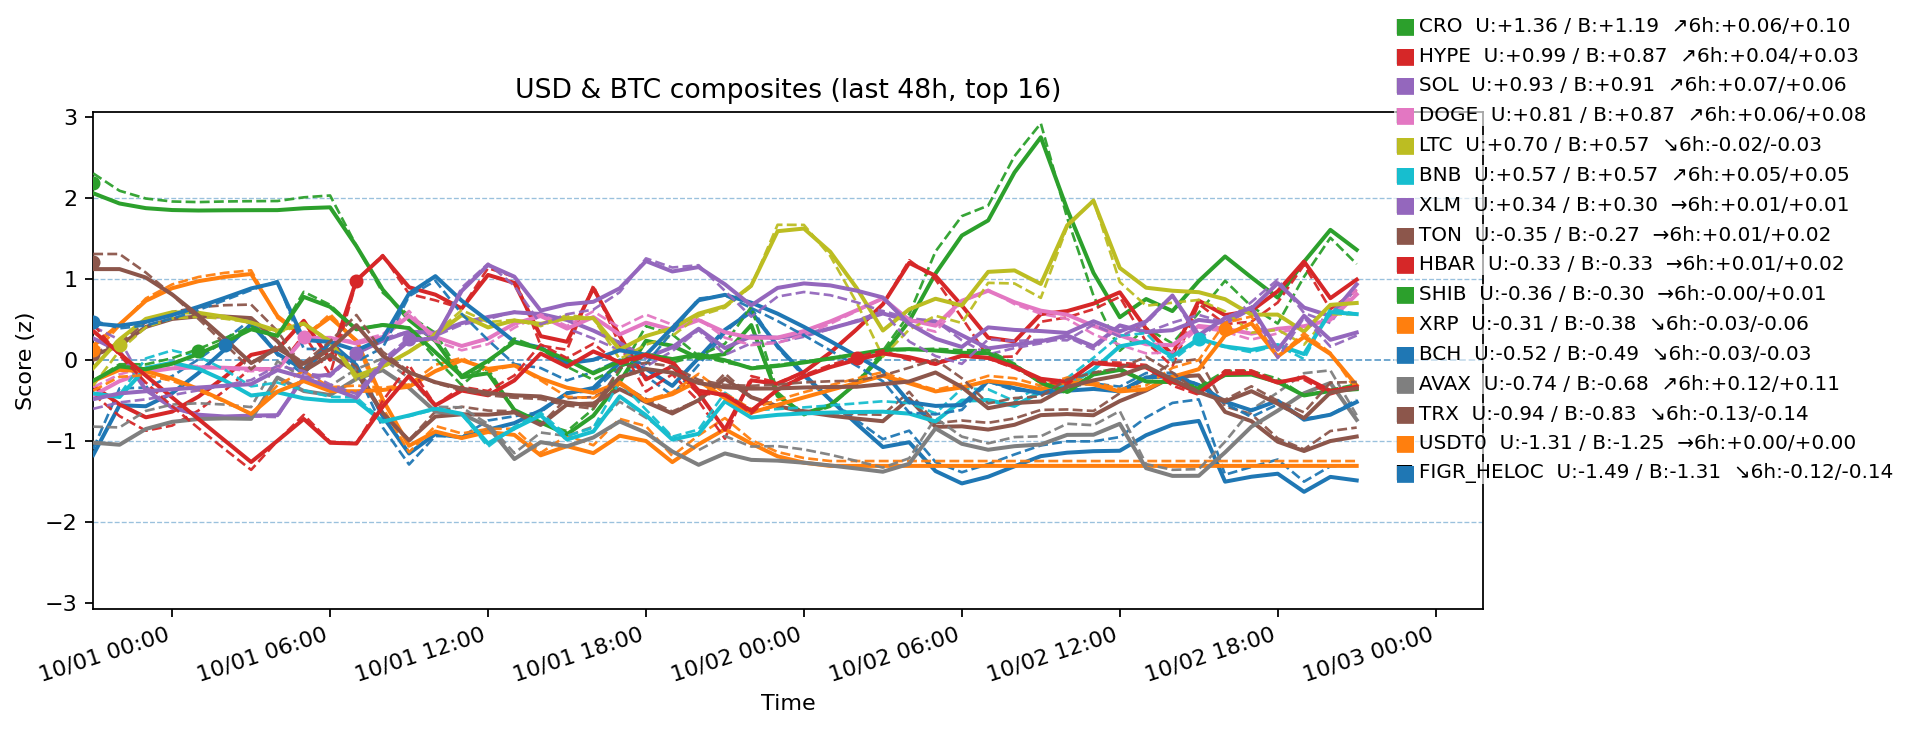 CRO  U:+1.36 / B:+1.19  ↗6h:+0.06/+0.10
HYPE  U:+0.99 / B:+0.87  ↗6h:+0.04/+0.03
SOL  U:+0.93 / B:+0.91  ↗6h:+0.07/+0.06
DOGE  U:+0.81 / B:+0.87  ↗6h:+0.06/+0.08
LTC  U:+0.70 / B:+0.57  ↘6h:-0.02/-0.03
BNB  U:+0.57 / B:+0.57  ↗6h:+0.05/+0.05
XLM  U:+0.34 / B:+0.30  →6h:+0.01/+0.01
TON  U:-0.35 / B:-0.27  →6h:+0.01/+0.02
HBAR  U:-0.33 / B:-0.33  →6h:+0.01/+0.02
SHIB  U:-0.36 / B:-0.30  →6h:-0.00/+0.01
XRP  U:-0.31 / B:-0.38  ↘6h:-0.03/-0.06
BCH  U:-0.52 / B:-0.49  ↘6h:-0.03/-0.03
AVAX  U:-0.74 / B:-0.68  ↗6h:+0.12/+0.11
TRX  U:-0.94 / B:-0.83  ↘6h:-0.13/-0.14
USDT0  U:-1.31 / B:-1.25  →6h:+0.00/+0.00
FIGR_HELOC  U:-1.49 / B:-1.31  ↘6h:-0.12/-0.14
USD & BTC composites (last 48h, top 16)
Score (z)
3
2
1
0
−1
−2
−3
10/01 00:00
10/01 06:00
10/01 12:00
10/01 18:00
10/02 00:00
10/02 06:00
10/02 12:00
10/02 18:00
10/03 00:00
Time